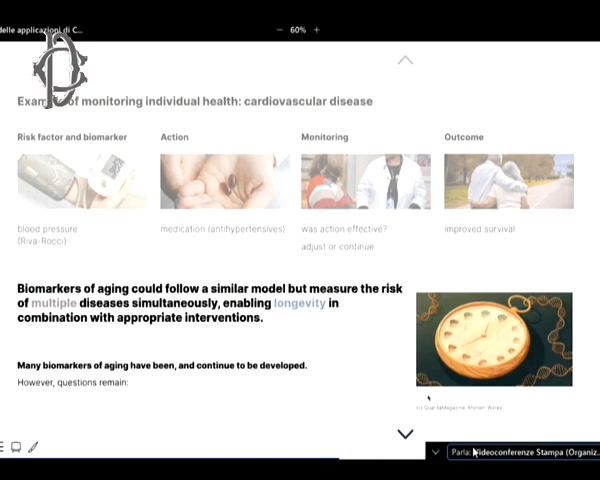 delle applicazioni di C...
− 60% +
of monitoring individual health: cardiovascular disease
Risk factor and biomarker Action Monitoring Outcome
blood pressure medication (antihypertensives) was action effective? improved survival
(Riva-Rocci)
adjust or continue
Biomarkers of aging could follow a similar model but measure the risk
of multiple diseases simultaneously, enabling longevity in
combination with appropriate interventions.
Many biomarkers of aging have been, and continue to be developed.
However, questions remain:
QuantaMagazine Myriam Wares
Parla: Videoconferenze Stampa (Organiz...